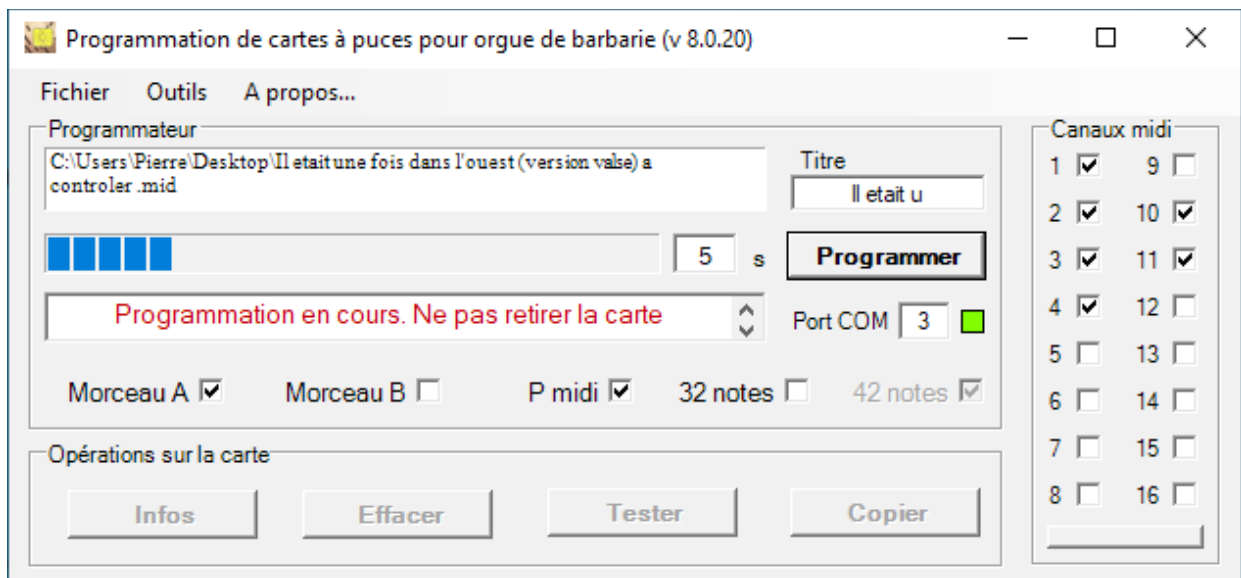 Programmation de cartes à puces pour orgue de barbarie (v 8.0.20)
Fichier Outils A propos...
Programmateur
C:\Users\Pierre\Desktop\Il etait une fois dans l'ouest (version valse) a
controler .mid
Titre
Il etait u
5 s Programmer
Programmation en cours. Ne pas retirer la carte
Port COM 3
Morceau A Morceau B P midi 32 notes 42 notes
Opérations sur la carte
Infos Effacer Tester Copier
Canaux midi
1 9
2 10
3 11
4 12
5 13
6 14
7 15
8 16